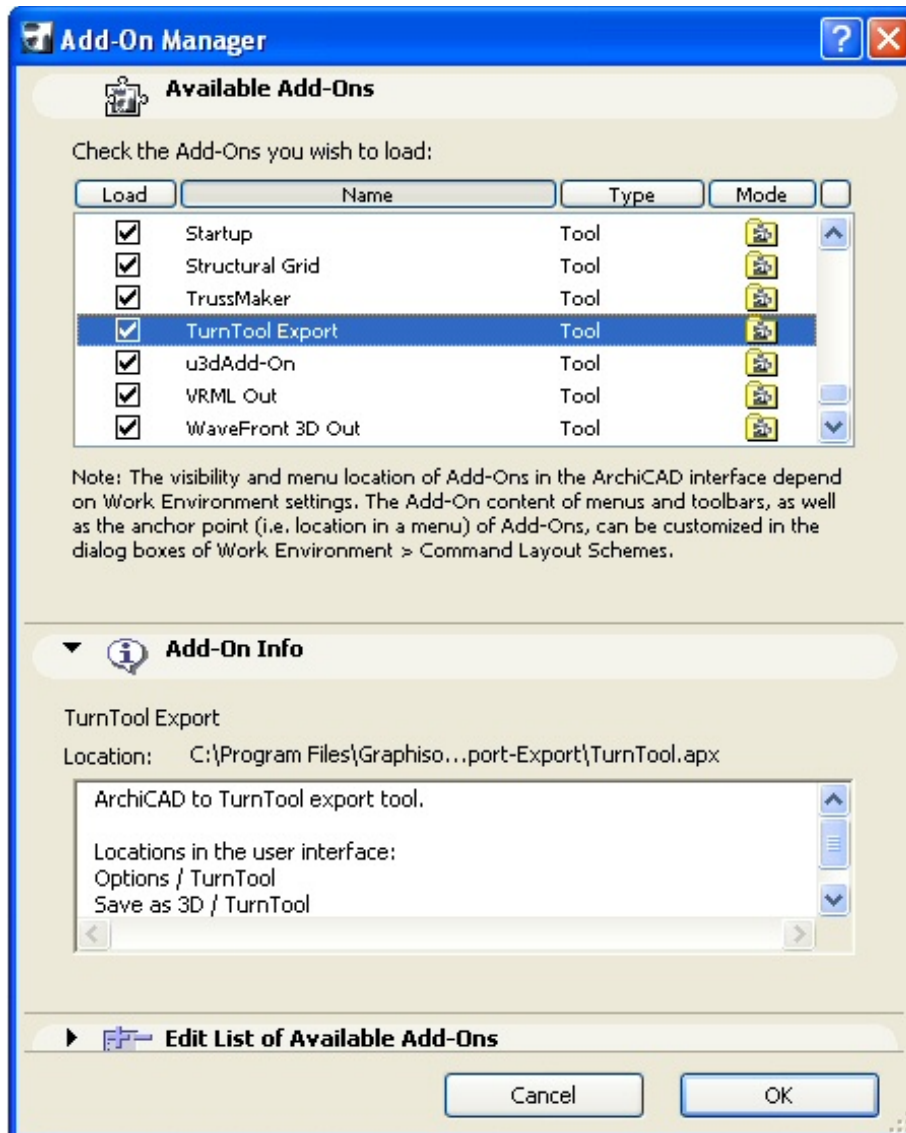 Add-On Manager
Available Add-Ons
Check the Add-Ons you wish to load:
Load Name Type Mode
Startup Tool
Structural Grid Tool
TrussMaker Tool
TurnTool Export Tool
u3dAdd-On Tool
VRML Out Tool
WaveFront 3D Out Tool
Note: The visibility and menu location of Add-Ons in the ArchiCAD interface depend
on Work Environment settings. The Add-On content of menus and toolbars, as well
as the anchor point (i.e. location in a menu) of Add-Ons, can be customized in the
dialog boxes of Work Environment > Command Layout Schemes.
Add-On Info
TurnTool Export
Location: C:\Program Files\Graphiso...port-Export\TurnTool.apx
ArchiCAD to TurnTool export tool.
Locations in the user interface:
Options / TurnTool
Save as 3D / TurnTool
Edit List of Available Add-Ons
Cancel OK